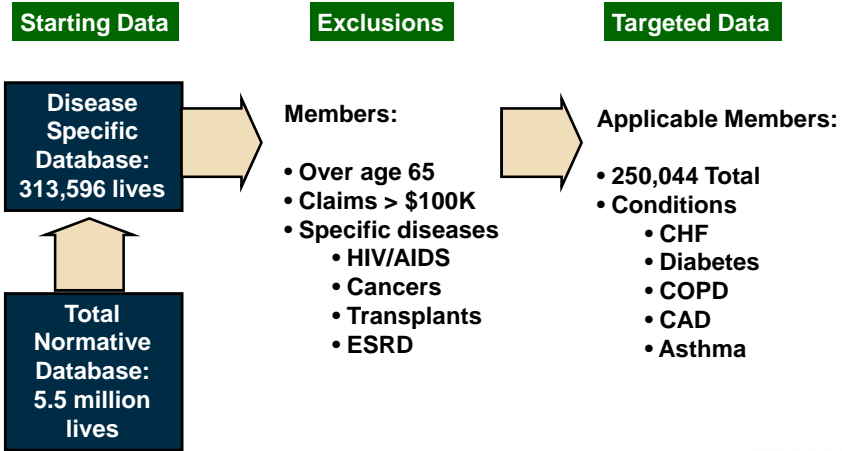 Starting Data
Disease
Specific
Database:
313,596 lives
Total
Normative
Database:
5.5 million
lives
Exclusions
Members:
• Over age 65
• Claims > $100K
• Specific diseases
• HIV/AIDS
• Cancers
• Transplants
• ESRD
Targeted Data
Applicable Members:
• 250,044 Total
• Conditions
• CHF
• Diabetes
• COPD
• CAD
• Asthma